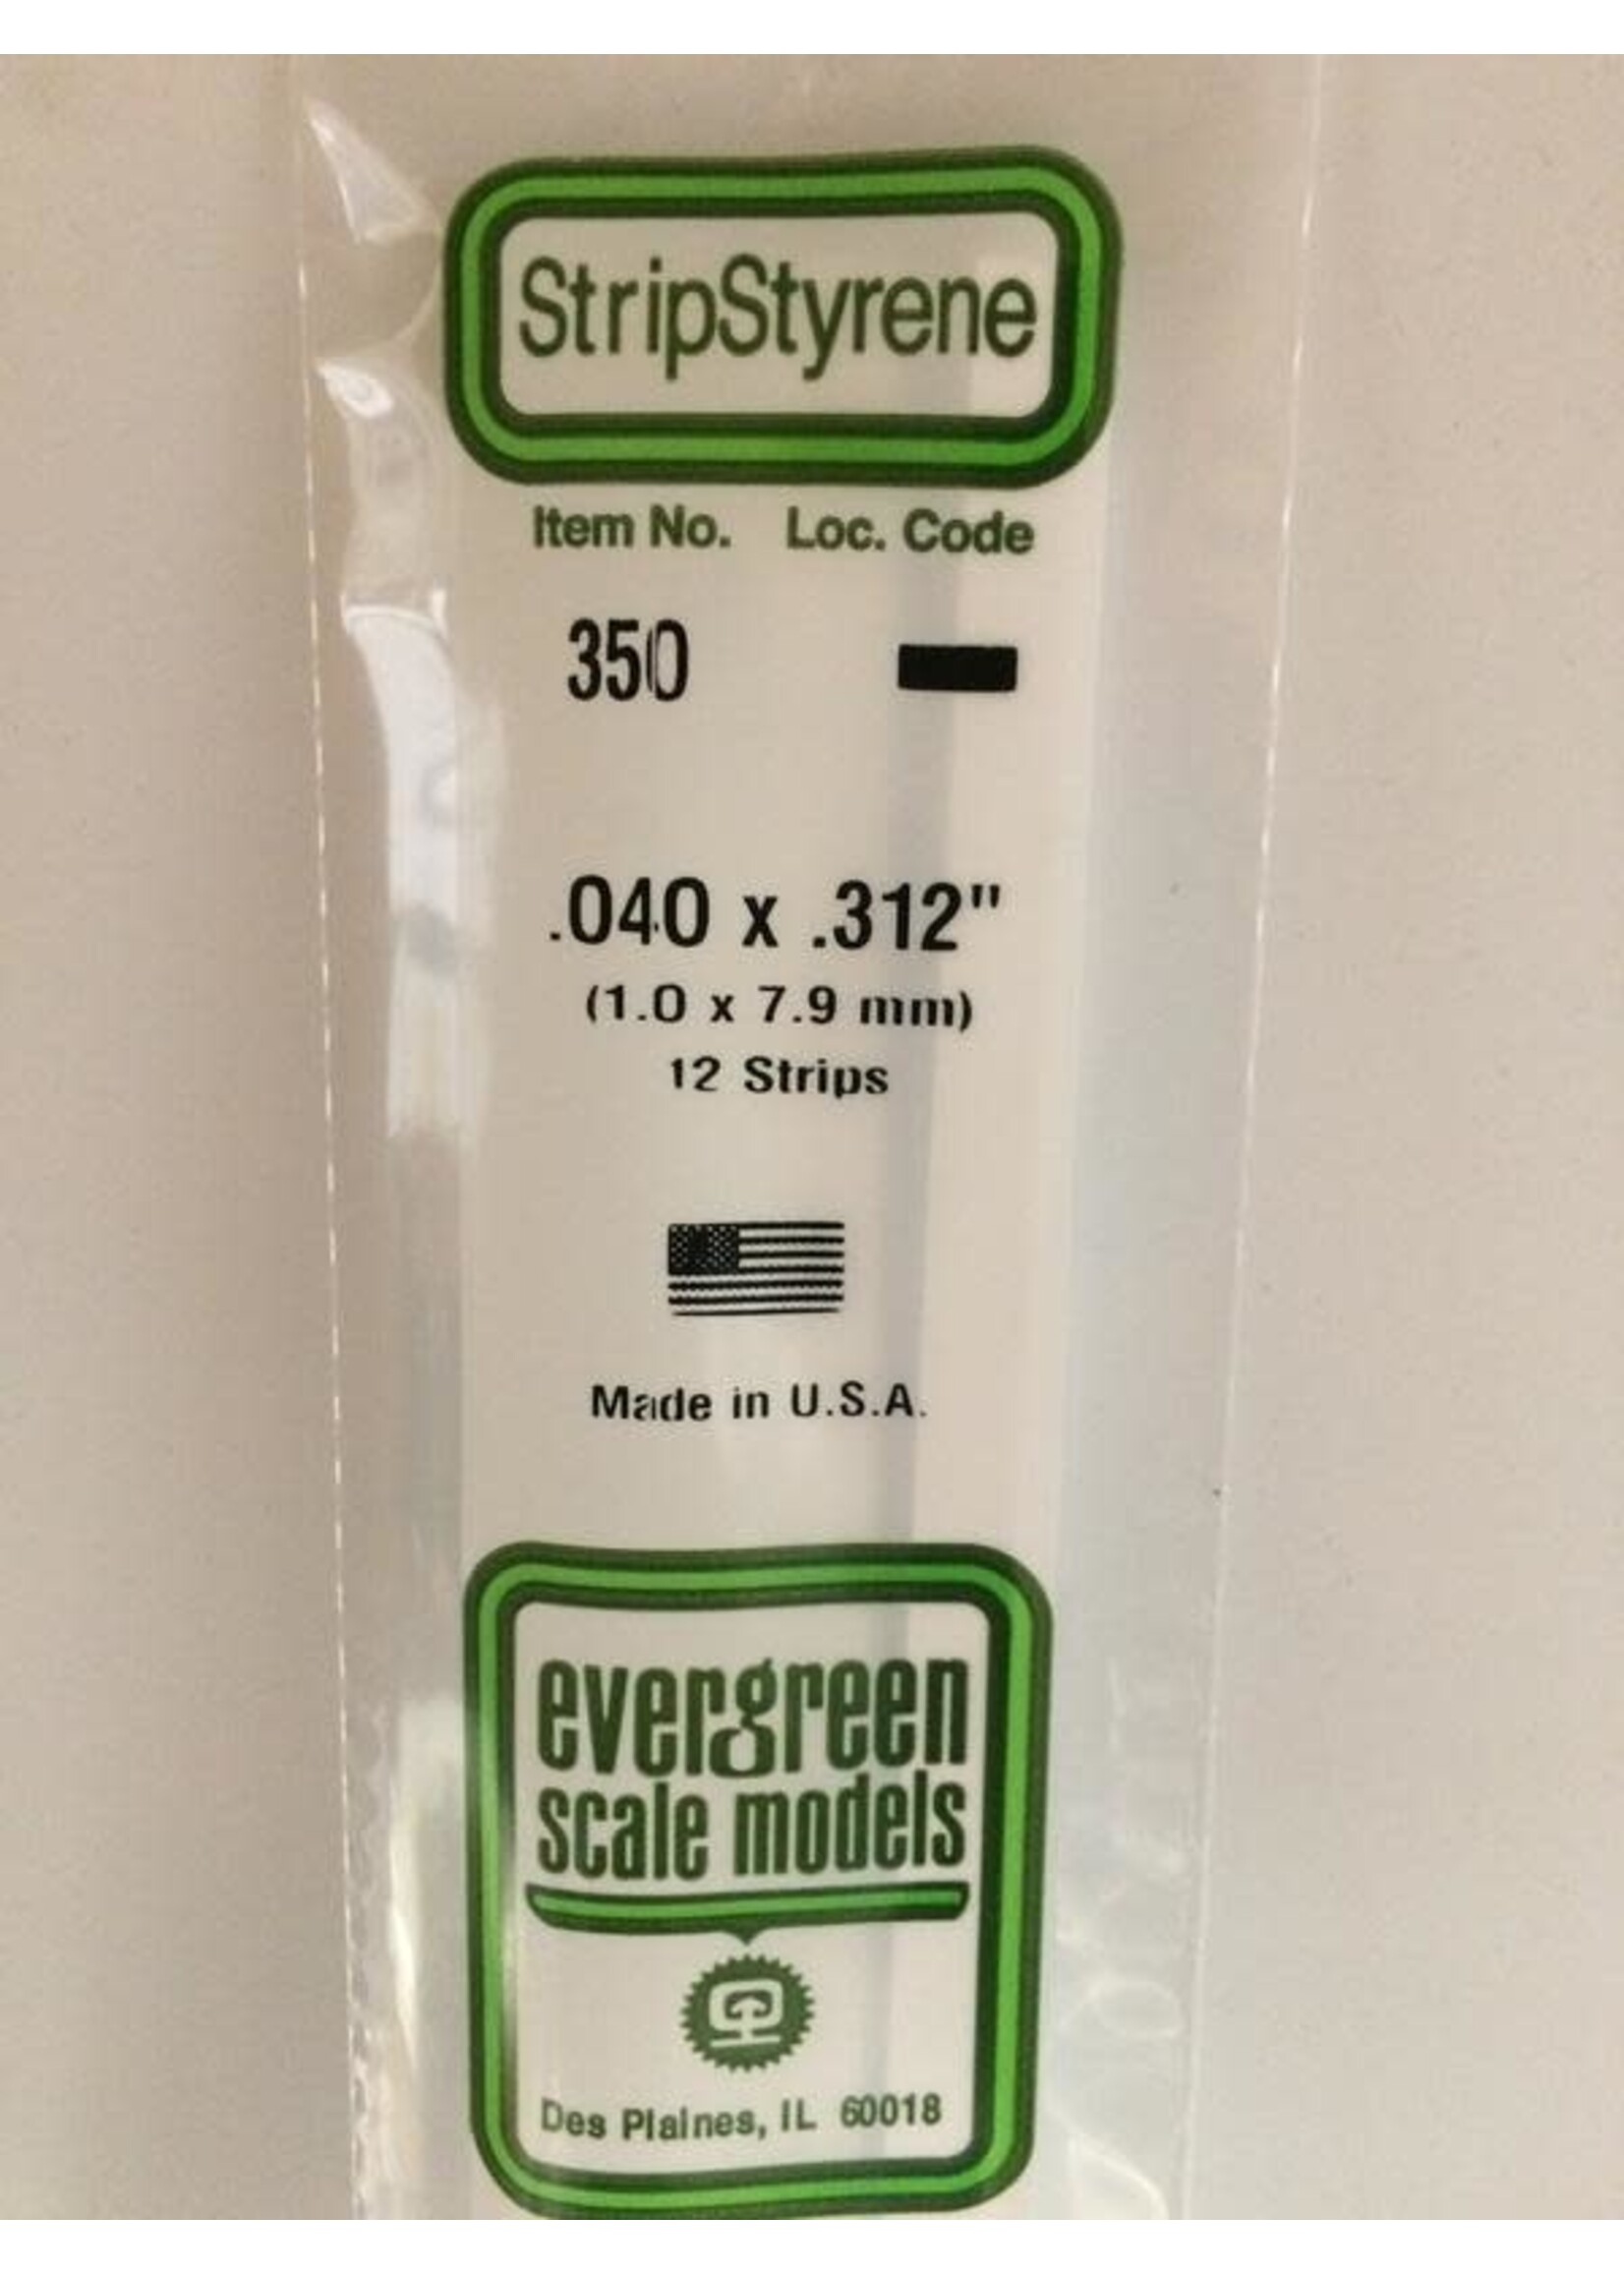 StripStyrene
Item No. Loc. Code
350
.040 x .312"
(1.0 x 7.9 mm)
12 Strips
Made in U.S.A.
evergreen
scale models
Des Plaines, IL 60018